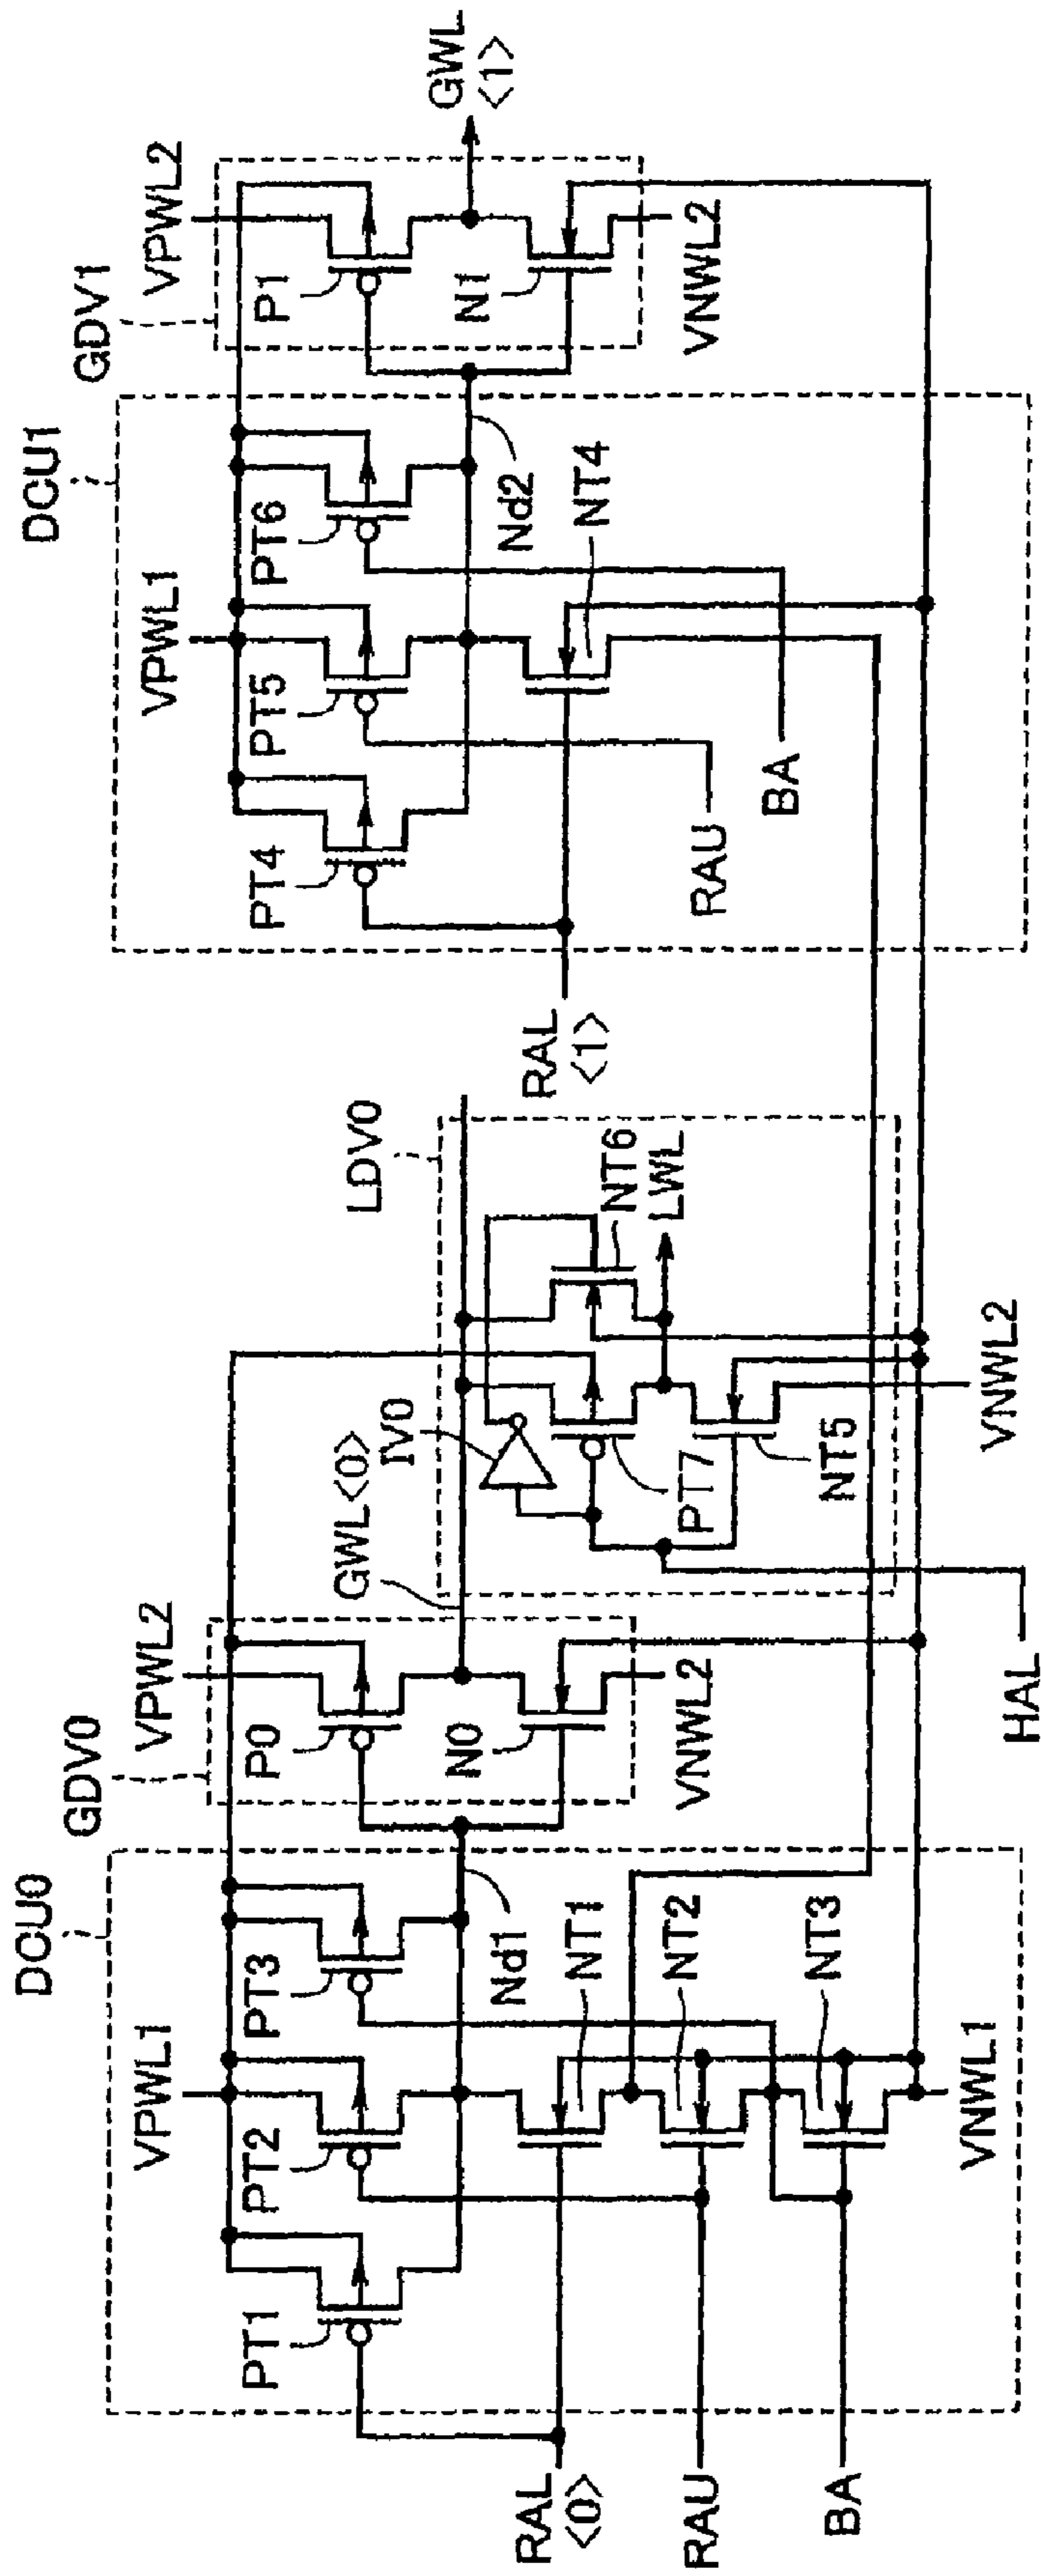 DCU0
GDV0
LDV0
DCU1
GDV1
VPWL1
VPWL2
GWL<0>
VPWL1
VPWL2
PT1
PT2
PT3
P0
IV0
PT4
PT5
PT6
P1
GWL
<1>
Nd1
N0
Nd2
N1
RAL
<0>
NT1
VNWL2
PT7
NT6
LWL
RAL
<1>
NT4
VNWL2
RAU
NT2
NT5
RAU
BA
NT3
BA
VNWL1
HAL
VNWL2